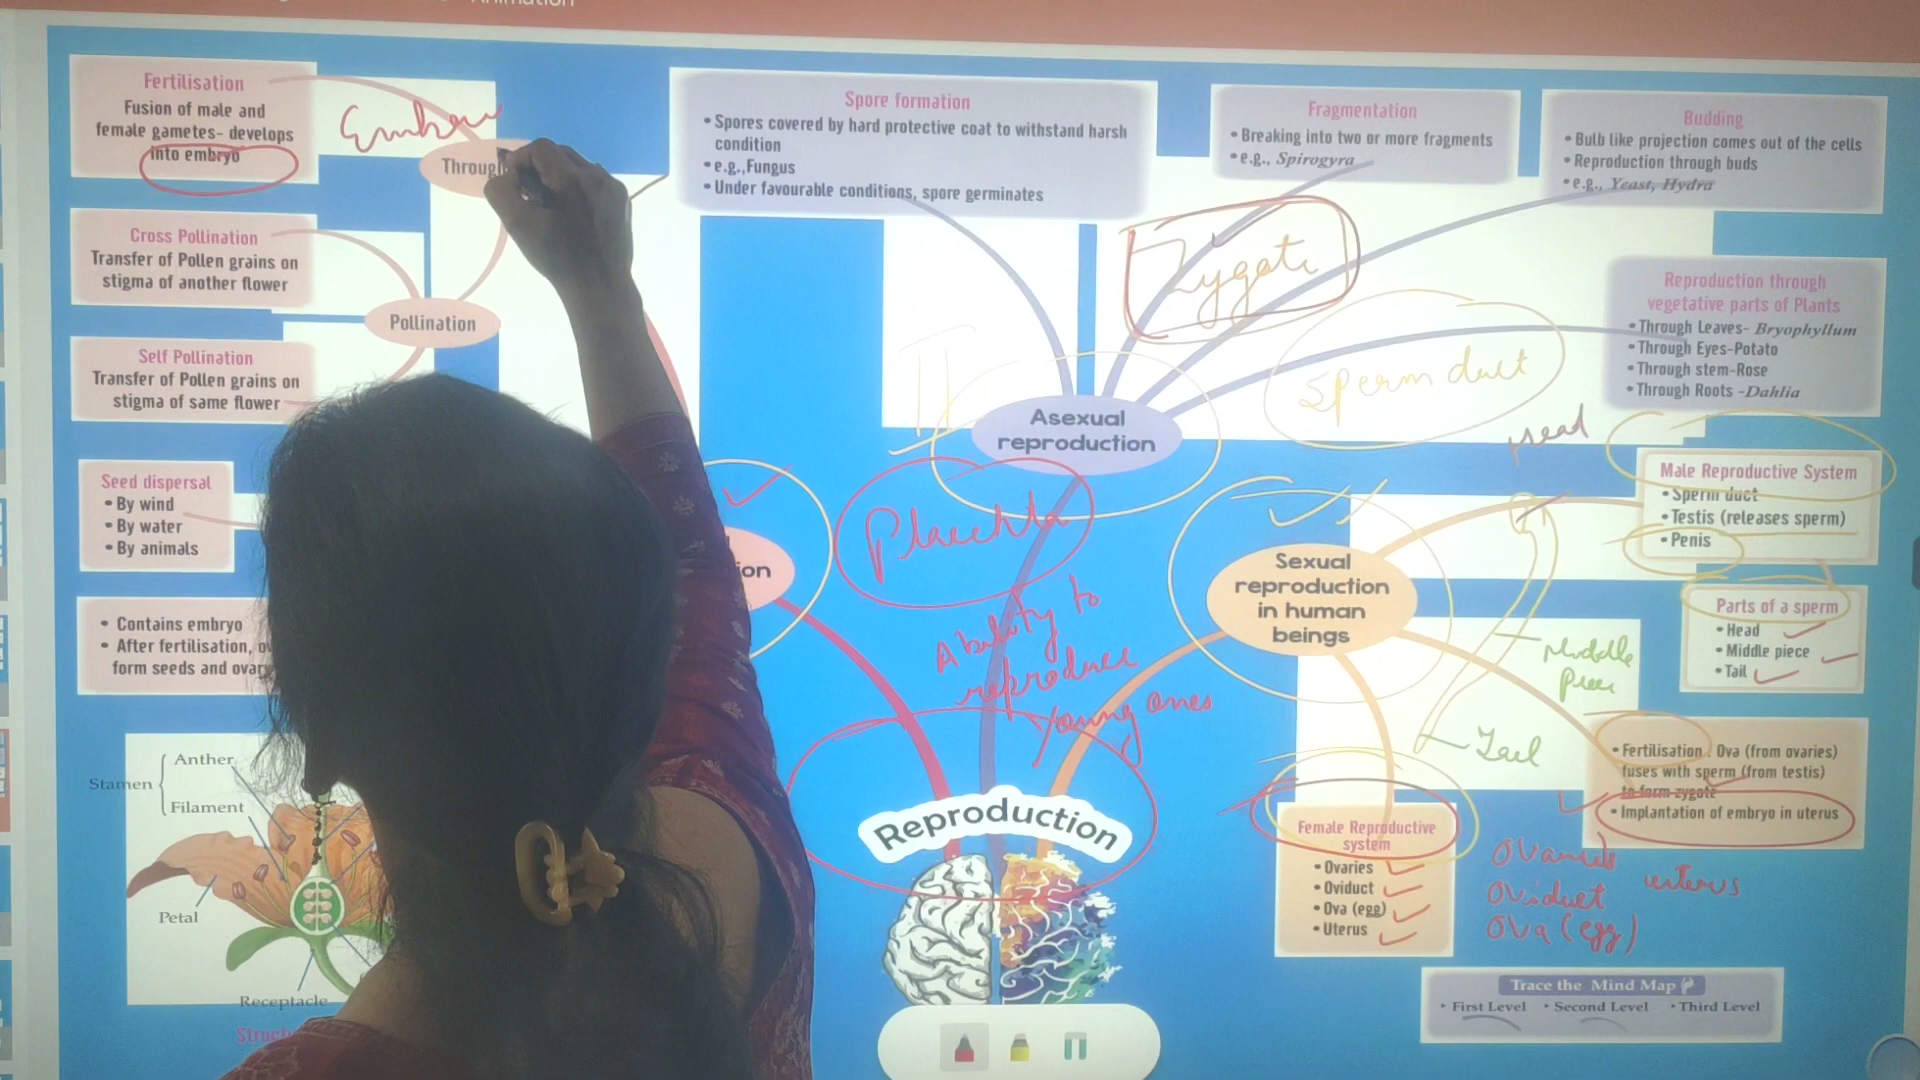 Animation
Fertilisation
Fusion of male and
female gametes- develops
into embryo
Through
Cross Pollination
Transfer of Pollen grains on
stigma of another flower
Pollination
Self Pollination
Transfer of Pollen grains on
stigma of same flower
Seed dispersal
• By wind
• By water
• By animals
• Contains embryo
• After fertilisation,
form seeds and ovary
Anther
Stamen
Filament
Petal
Receptacle
Spore formation
• Spores covered by hard protective coat to withstand harsh
condition
• e.g.,Fungus
• Under favourable conditions, spore germinates
Fragmentation
• Breaking into two or more fragments
• e.g., Spirogyra
Budding
• Bulb like projection comes out of the cells
• Reproduction through buds
• e.g., Yeast, Hydra
Zygote
sperm duct
Reproduction through
vegetative parts of Plants
• Through Leaves- Bryophyllum
• Through Eyes-Potato
• Through stem-Rose
• Through Roots -Dahlia
Asexual
reproduction
Head
Male Reproductive System
• Sperm duct
• Testis (releases sperm)
• Penis
Placenta
ion
Sexual
reproduction
in human
beings
Ability to
reproduce
young ones
Parts of a sperm
• Head
• Middle piece
• Tail
Middle
Tail
• Fertilisation Ova (from ovaries)
fuses with sperm (from testis)
to form zygote
• Implantation of embryo in uterus
Reproduction
Female Reproductive
system
• Ovaries
• Oviduct
• Ova (egg)
• Uterus
uterus
Oviduct
Ova (egg)
Trace the Mind Map
• First Level • Second Level • Third Level